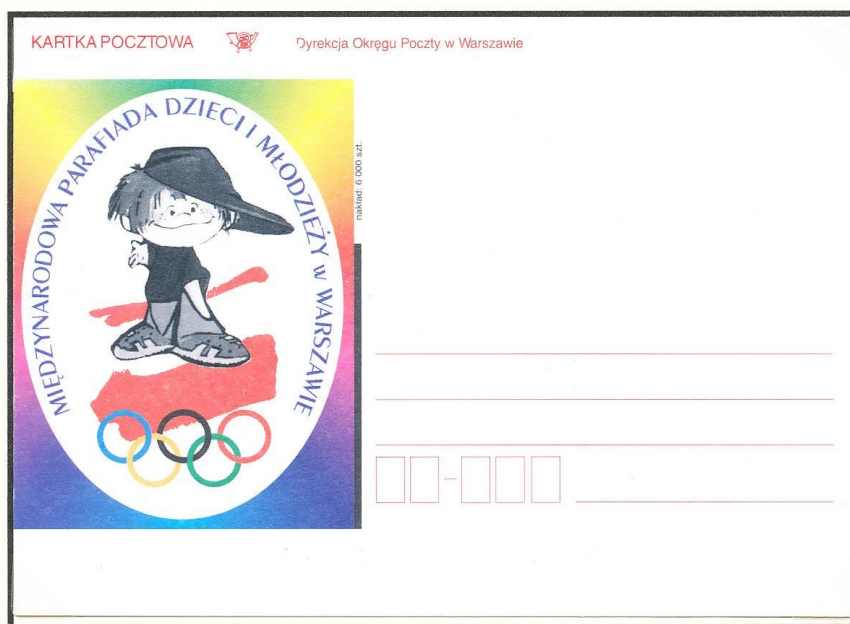 KARTKA POCZTOWA
Dyrekcja Okręgu Poczty w Warszawie
MIĘDZYNARODOWA PARAFIADA DZIECI I MŁODZIEŻY w WARSZAWIE
nakład: 6 000 szt.